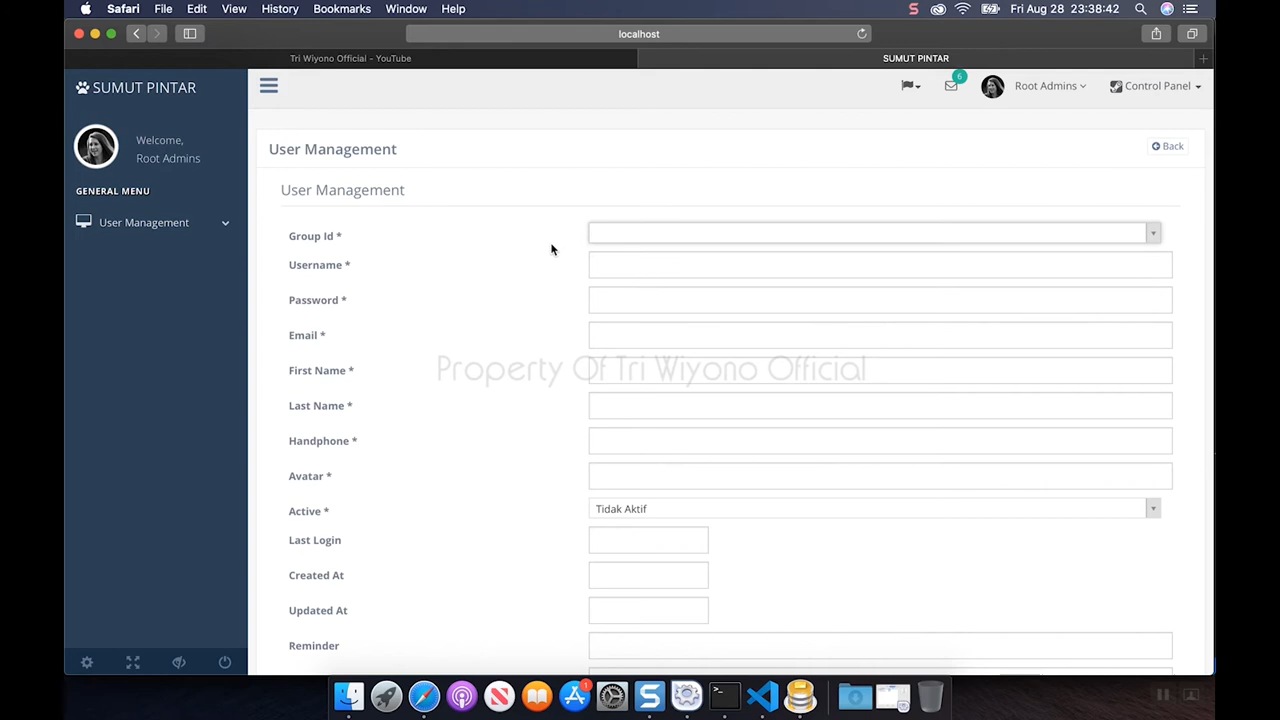 Safari File Edit View History Bookmarks Window Help
Fri Aug 28 23:38:42
localhost
Tri Wiyono Official - YouTube
SUMUT PINTAR
SUMUT PINTAR
6
Root Admins
Control Panel
Welcome,
Root Admins
GENERAL MENU
User Management
User Management
Back
User Management
Group Id *
Username *
Password *
Email *
First Name *
Property Of Tri Wiyono Official
Last Name *
Handphone *
Avatar *
Active *
Tidak Aktif
Last Login
Created At
Updated At
Reminder
1